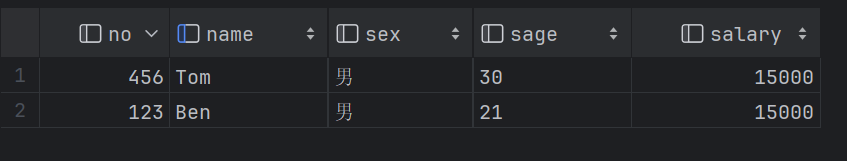 no name sex sage salary
1 456 Tom 男 30 15000
2 123 Ben 男 21 15000